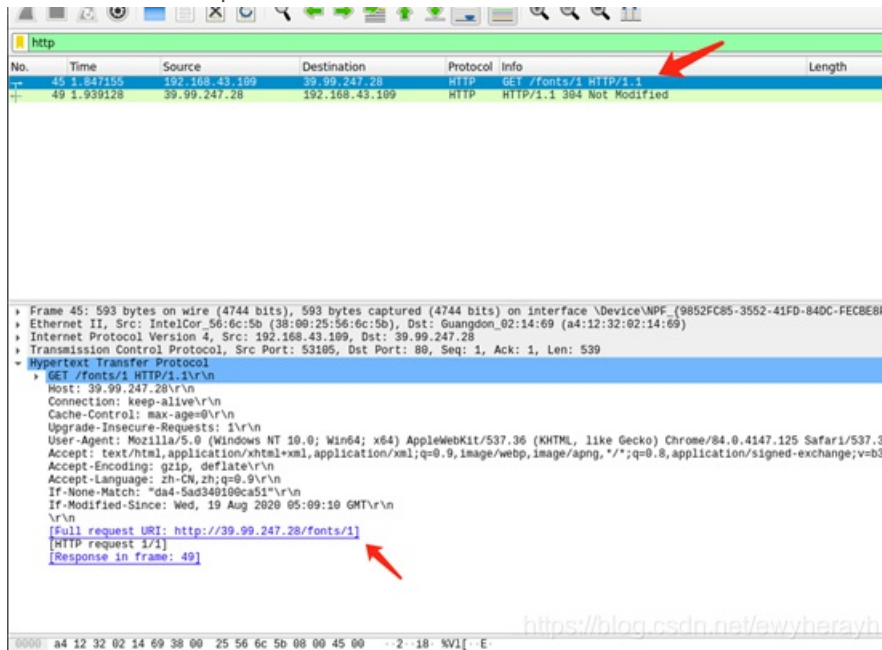 http
No. Time Source Destination Protocol Info Length
45 1.847155 192.168.43.109 39.99.247.28 HTTP GET /fonts/1 HTTP/1.1
49 1.939128 39.99.247.28 192.168.43.109 HTTP HTTP/1.1 304 Not Modified
Frame 45: 593 bytes on wire (4744 bits), 593 bytes captured (4744 bits) on interface \Device\NPF_{9852FC85-3552-41FD-84DC-FECBE8
Ethernet II, Src: IntelCor_56:6c:5b (38:00:25:56:6c:5b), Dst: Guangdon_02:14:69 (a4:12:32:02:14:69)
Internet Protocol Version 4, Src: 192.168.43.109, Dst: 39.99.247.28
Transmission Control Protocol, Src Port: 53105, Dst Port: 80, Seq: 1, Ack: 1, Len: 539
Hypertext Transfer Protocol
GET /fonts/1 HTTP/1.1\r\n
Host: 39.99.247.28\r\n
Connection: keep-alive\r\n
Cache-Control: max-age=0\r\n
Upgrade-Insecure-Requests: 1\r\n
User-Agent: Mozilla/5.0 (Windows NT 10.0; Win64; x64) AppleWebKit/537.36 (KHTML, like Gecko) Chrome/84.0.4147.125 Safari/537.3
Accept: text/html,application/xhtml+xml,application/xml;q=0.9,image/webp,image/apng,*/*;q=0.8,application/signed-exchange;v=b3
Accept-Encoding: gzip, deflate\r\n
Accept-Language: zh-CN,zh;q=0.9\r\n
If-None-Match: "da4-5ad340100ca51"\r\n
If-Modified-Since: Wed, 19 Aug 2020 05:09:10 GMT\r\n
\r\n
[Full request URI: http://39.99.247.28/fonts/1]
[HTTP request 1/1]
[Response in frame: 49]
https://blog.csdn.net/ewyherayh
0000 a4 12 32 02 14 69 38 00 25 56 6c 5b 08 00 45 00 ··2··i8· %Vl[··E·